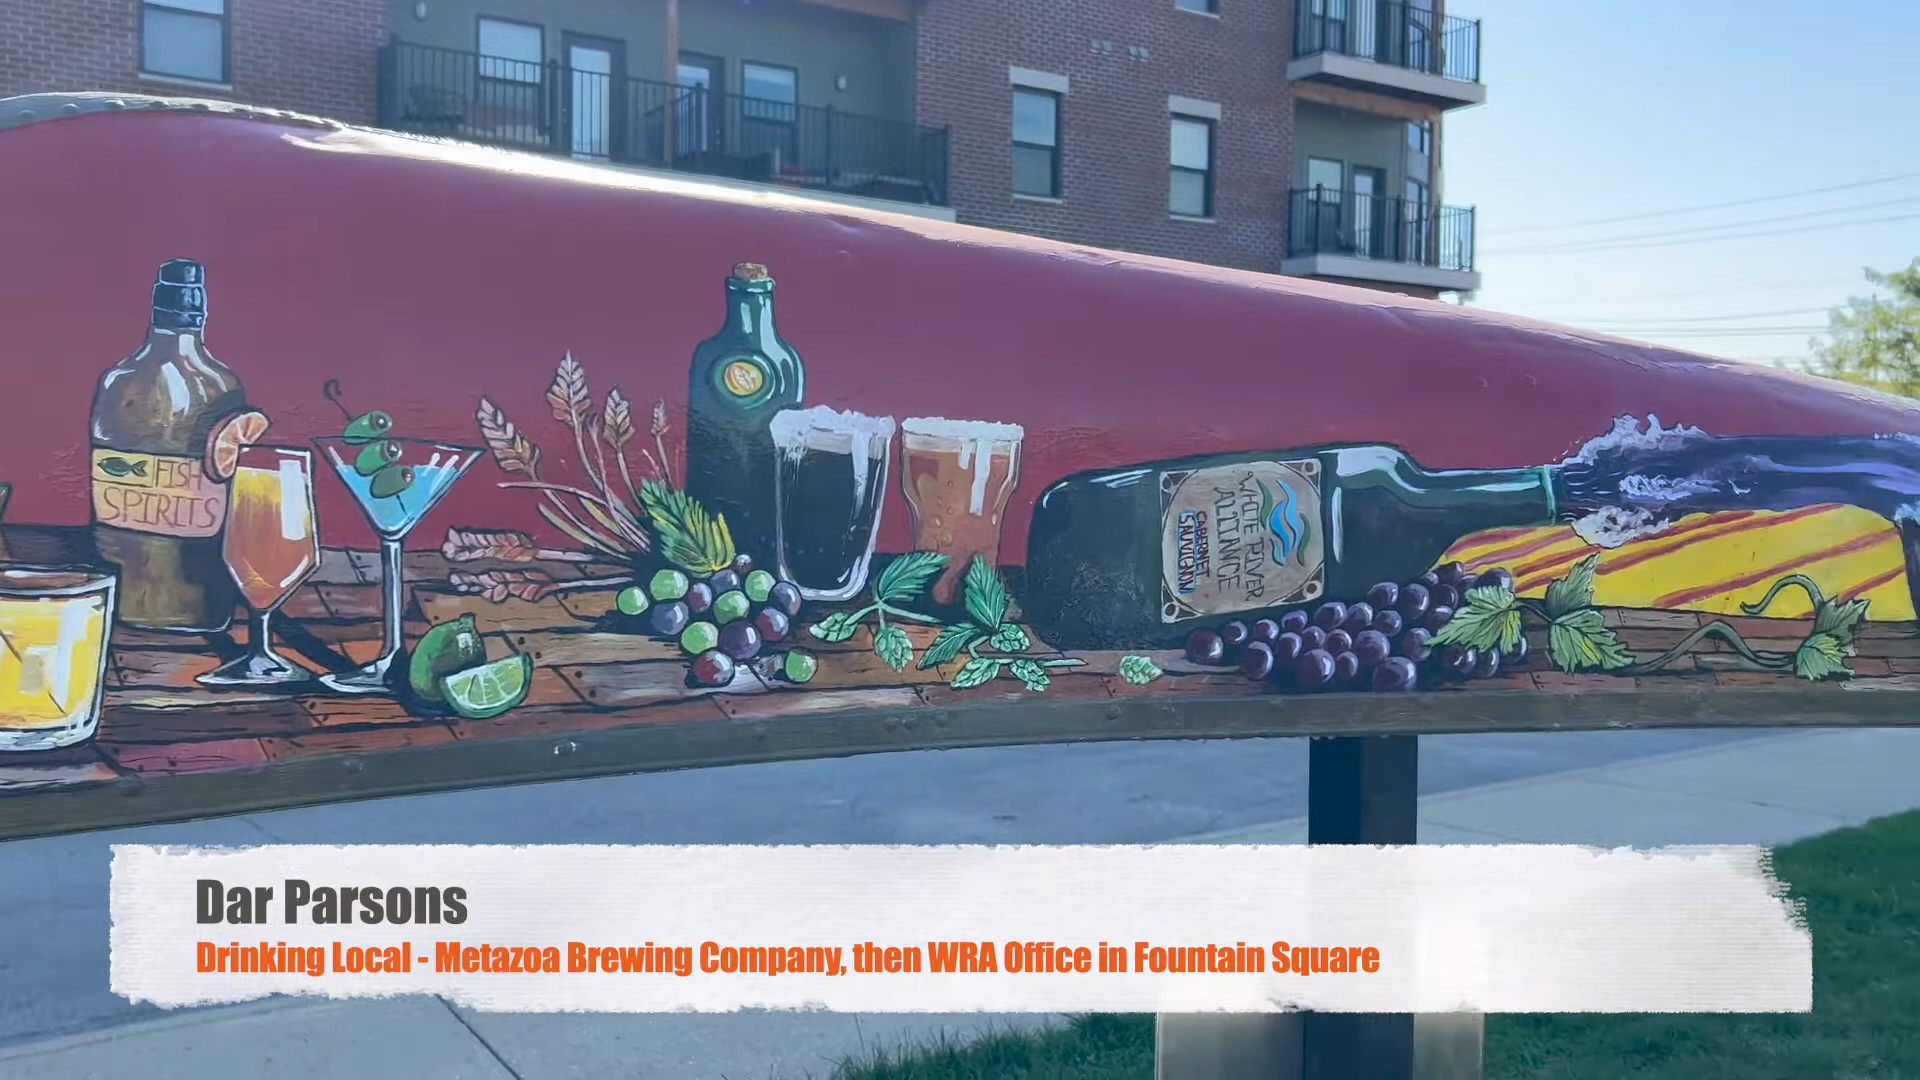 FISH
SPIRITS
WHITE RIVER
ALLIANCE
CABERNET
SAUVIGNON
Dar Parsons
Drinking Local - Metazoa Brewing Company, then WRA Office in Fountain Square